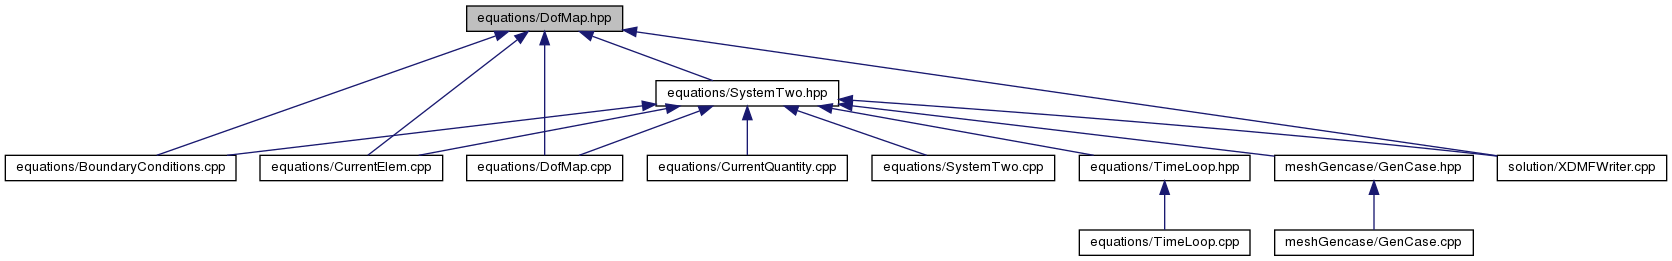 equations/DofMap.hpp
equations/SystemTwo.hpp
equations/BoundaryConditions.cpp
equations/CurrentElem.cpp
equations/DofMap.cpp
equations/CurrentQuantity.cpp
equations/SystemTwo.cpp
equations/TimeLoop.hpp
meshGencase/GenCase.hpp
solution/XDMFWriter.cpp
equations/TimeLoop.cpp
meshGencase/GenCase.cpp